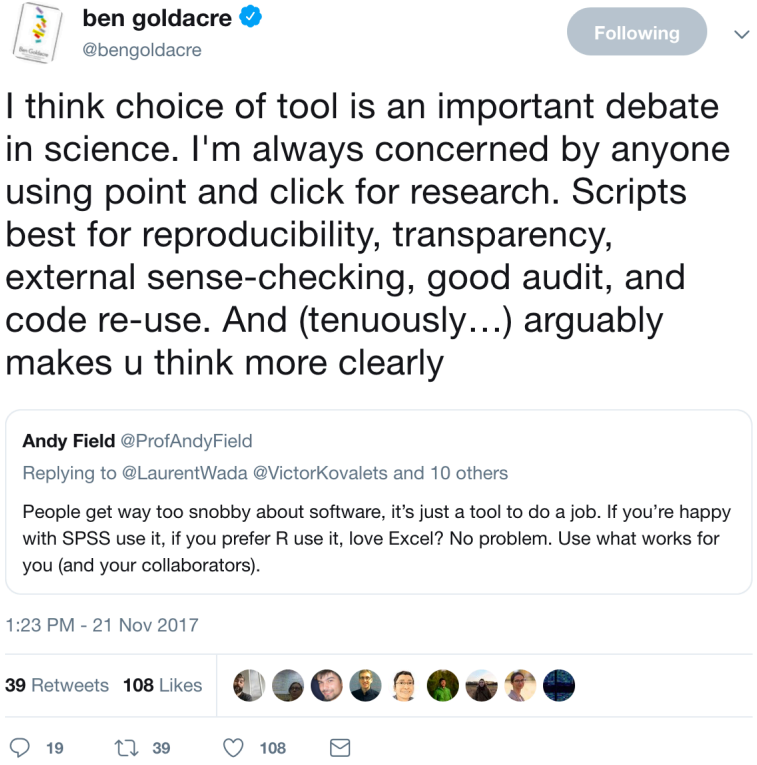 ben goldacre
@bengoldacre
Following
I think choice of tool is an important debate
in science. I'm always concerned by anyone
using point and click for research. Scripts
best for reproducibility, transparency,
external sense-checking, good audit, and
code re-use. And (tenuously…) arguably
makes u think more clearly
Andy Field @ProfAndyField
Replying to @LaurentWada @VictorKovalets and 10 others
People get way too snobby about software, it’s just a tool to do a job. If you’re happy
with SPSS use it, if you prefer R use it, love Excel? No problem. Use what works for
you (and your collaborators).
1:23 PM - 21 Nov 2017
39 Retweets 108 Likes
19 39 108